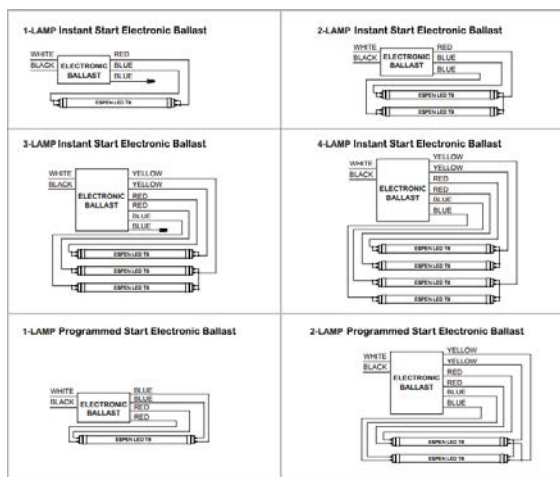 1-LAMP Instant Start Electronic Ballast
WHITE
BLACK
ELECTRONIC
BALLAST
RED
BLUE
BLUE
ESPEN LED T8
2-LAMP Instant Start Electronic Ballast
WHITE
BLACK
ELECTRONIC
BALLAST
RED
BLUE
BLUE
ESPEN LED T8
ESPEN LED T8
3-LAMP Instant Start Electronic Ballast
WHITE
BLACK
ELECTRONIC
BALLAST
YELLOW
YELLOW
RED
RED
BLUE
BLUE
ESPEN LED T8
ESPEN LED T8
ESPEN LED T8
4-LAMP Instant Start Electronic Ballast
WHITE
BLACK
ELECTRONIC
BALLAST
YELLOW
YELLOW
RED
RED
BLUE
BLUE
ESPEN LED T8
ESPEN LED T8
ESPEN LED T8
ESPEN LED T8
1-LAMP Programmed Start Electronic Ballast
WHITE
BLACK
ELECTRONIC
BALLAST
BLUE
BLUE
RED
RED
ESPEN LED T8
2-LAMP Programmed Start Electronic Ballast
WHITE
BLACK
ELECTRONIC
BALLAST
YELLOW
YELLOW
RED
RED
BLUE
BLUE
ESPEN LED T8
ESPEN LED T8